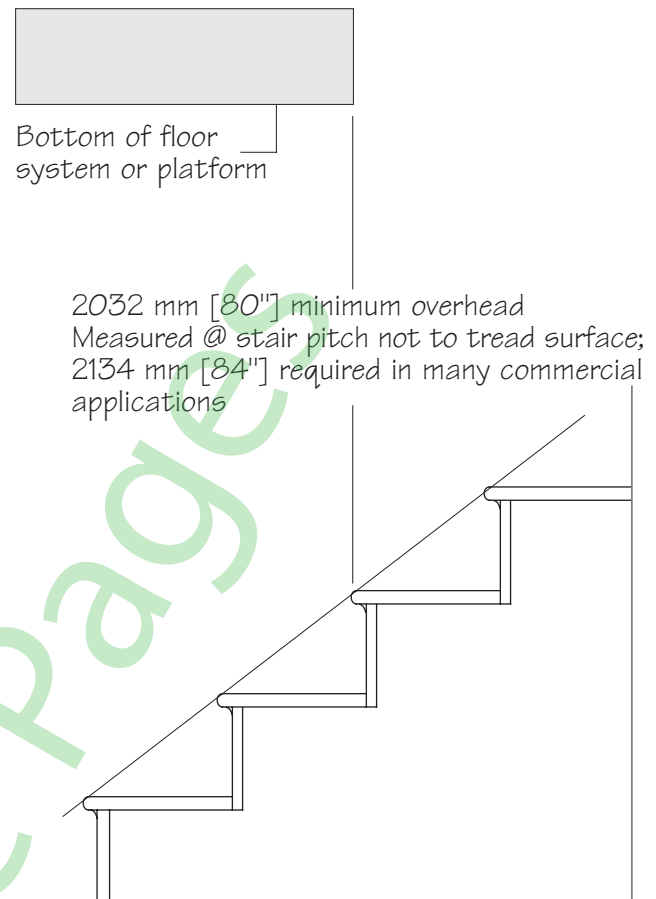 Bottom of floor
system or platform
2032 mm [80"] minimum overhead
Measured @ stair pitch not to tread surface;
2134 mm [84"] required in many commercial
applications
Pages